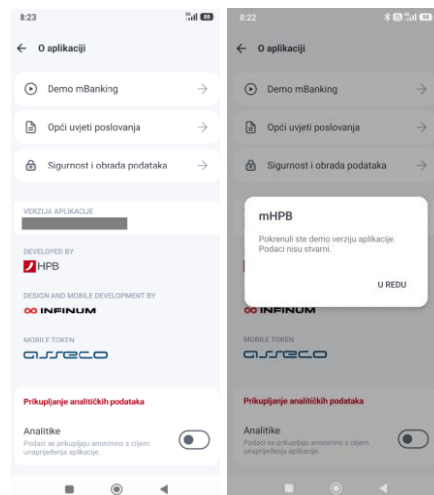 8:23
88
O aplikaciji
Demo mBanking
Opći uvjeti poslovanja
Sigurnost i obrada podataka
VERZIJA APLIKACIJE
DEVELOPED BY
HPB
DESIGN AND MOBILE DEVELOPMENT BY
INFINUM
MOBILE TOKEN
asseco
Prikupljanje analitičkih podataka
Analitike
Podaci se prikupljaju anonimno s ciljem
unaprjeđenja aplikacije.
8:22
88
O aplikaciji
Demo mBanking
Opći uvjeti poslovanja
Sigurnost i obrada podataka
mHPB
Pokrenuli ste demo verziju aplikacije.
Podaci nisu stvarni.
U REDU
INFINUM
MOBILE TOKEN
asseco
Prikupljanje analitičkih podataka
Analitike
Podaci se prikupljaju anonimno s ciljem
unaprjeđenja aplikacije.